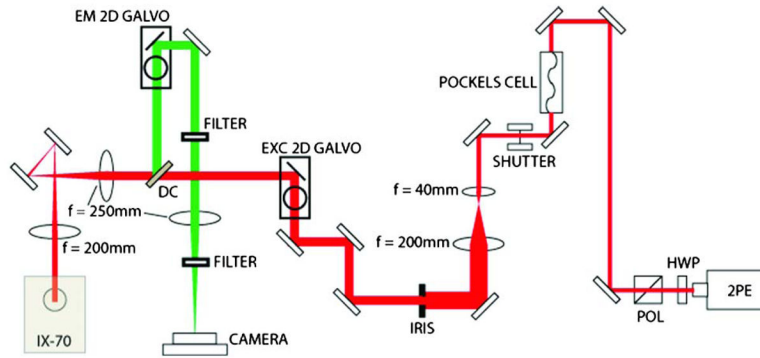 EM 2D GALVO
POCKELS CELL
FILTER
EXC 2D GALVO
SHUTTER
DC
f = 40mm
f = 250mm
f = 200mm
f = 200mm
FILTER
HWP
2PE
POL
IRIS
IX-70
CAMERA